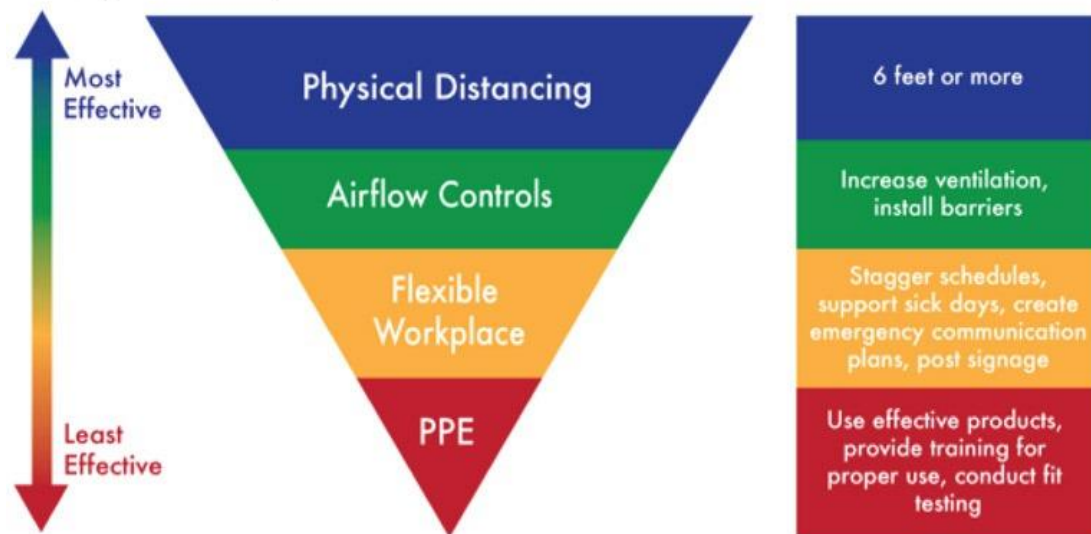 Most
Effective
Least
Effective
Physical Distancing
Airflow Controls
Flexible
Workplace
PPE
6 feet or more
Increase ventilation,
install barriers
Stagger schedules,
support sick days, create
emergency communication
plans, post signage
Use effective products,
provide training for
proper use, conduct fit
testing